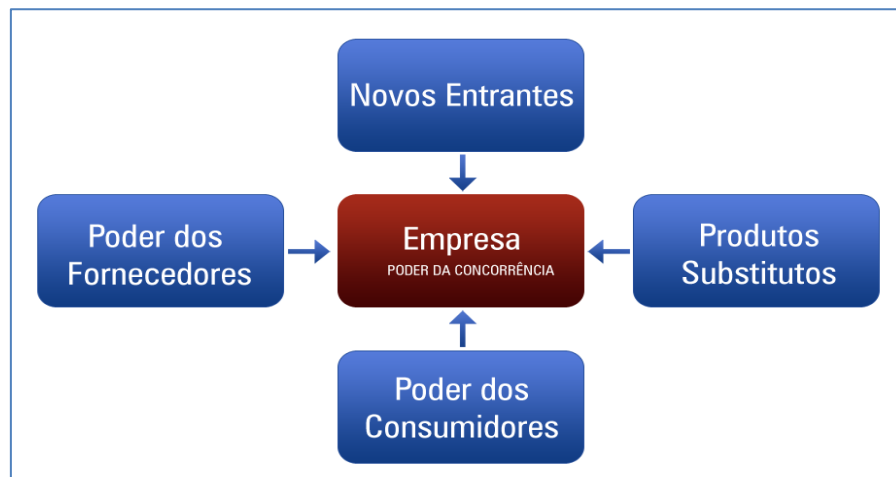 Novos Entrantes
Poder dos
Fornecedores
Empresa
PODER DA CONCORRÊNCIA
Produtos
Substitutos
Poder dos
Consumidores